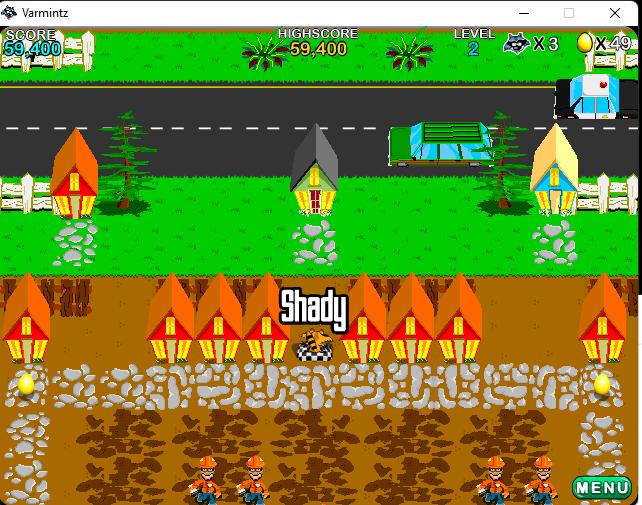 Varmintz
SCORE
59,400
HIGHSCORE
59,400
LEVEL
2
X 3
X 49
Shady
MENU